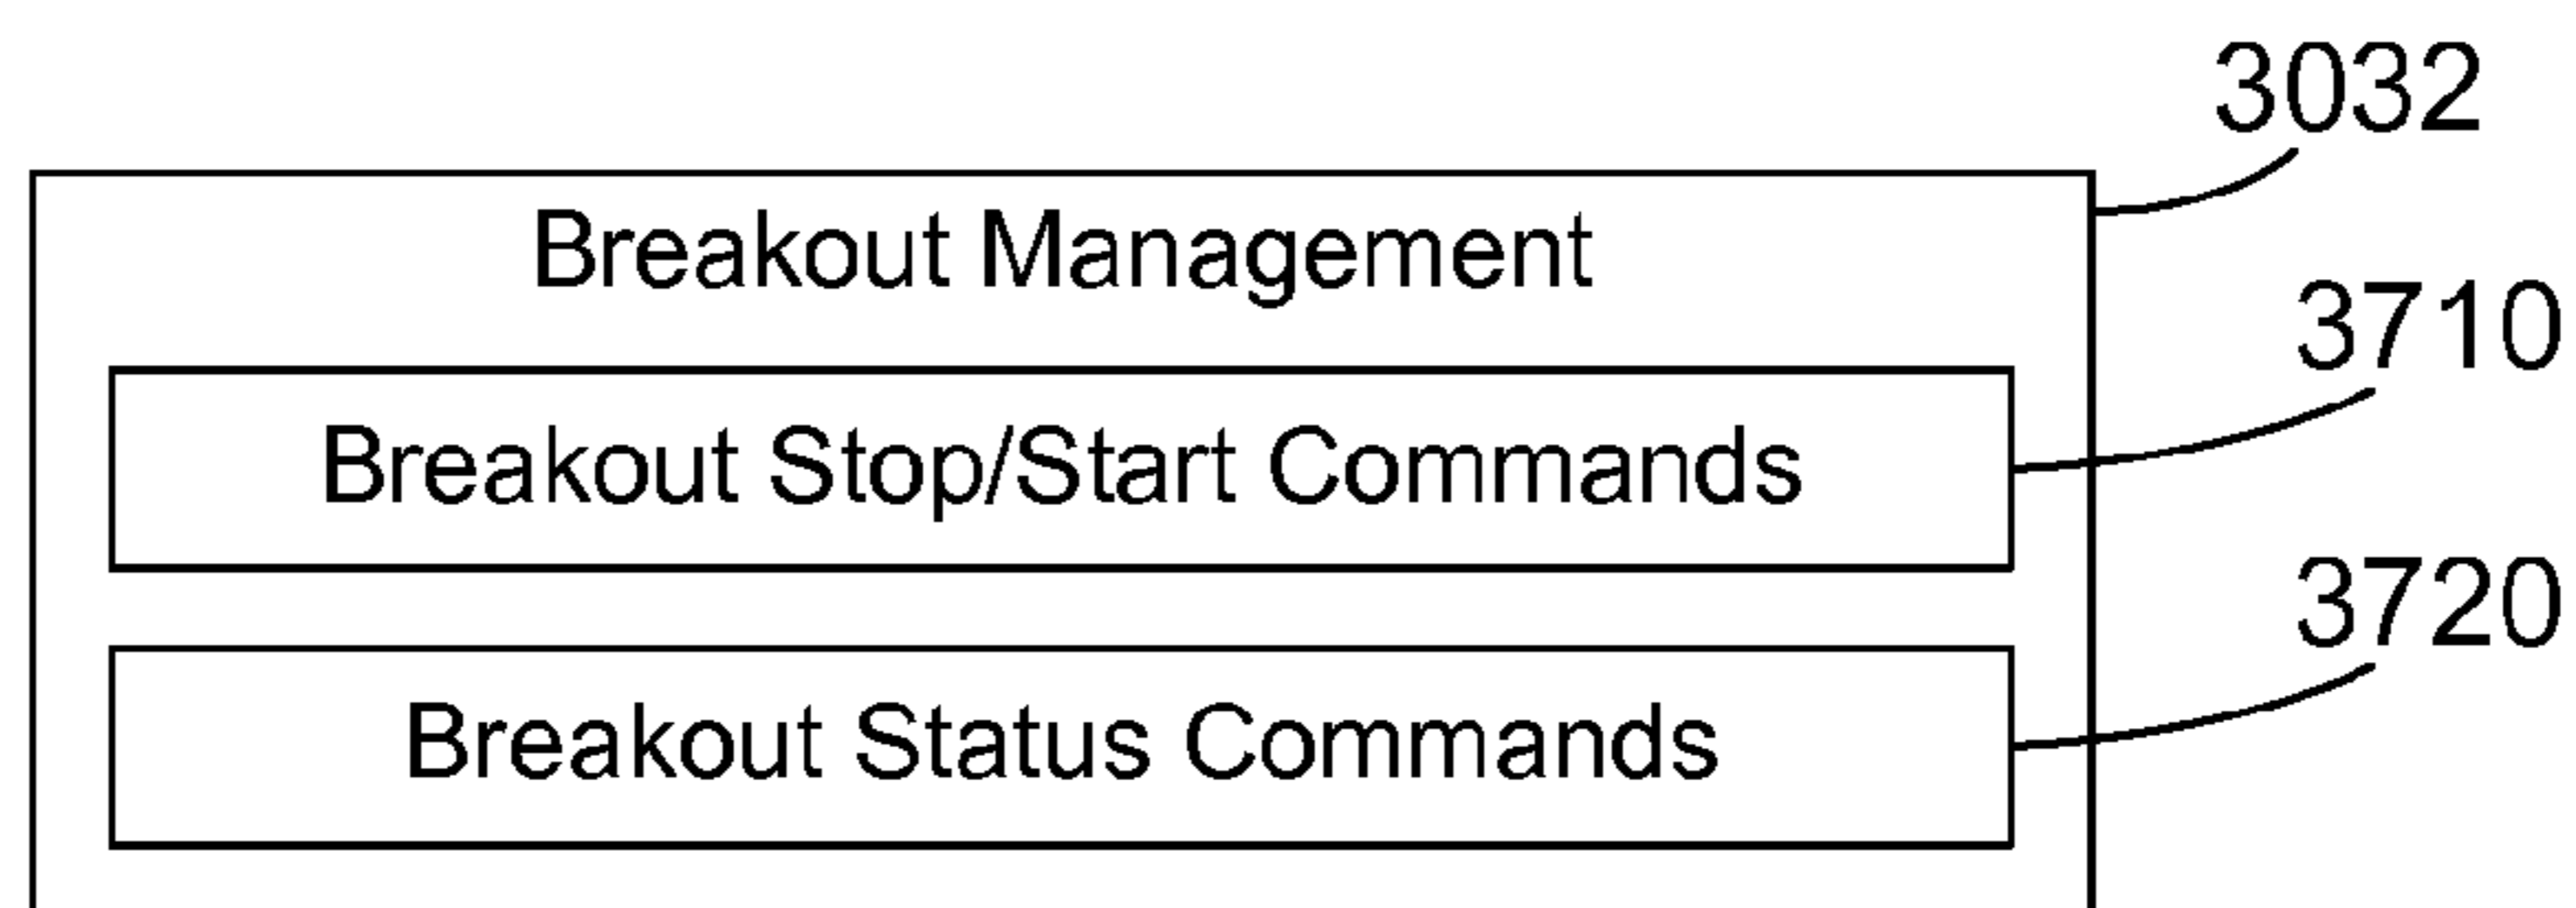 3032
Breakout Management
3710
Breakout Stop/Start Commands
3720
Breakout Status Commands